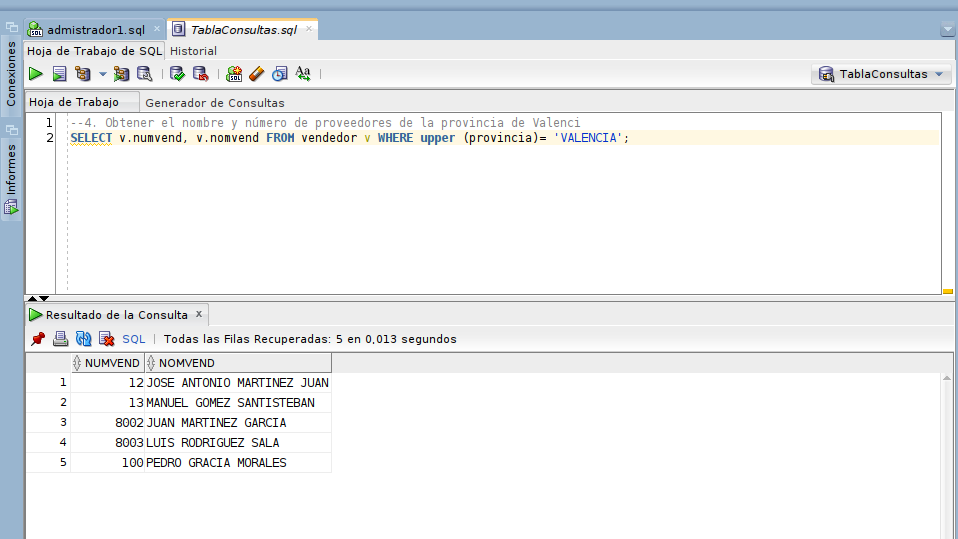 admistrador1.sql
TablaConsultas.sql
Conexiones
Informes
Hoja de Trabajo de SQL Historial
SQL
Aa
TablaConsultas
Hoja de Trabajo Generador de Consultas
1 --4. Obtener el nombre y número de proveedores de la provincia de Valenci
2 SELECT v.numvend, v.nomvend FROM vendedor v WHERE upper (provincia)= 'VALENCIA';
Resultado de la Consulta x
SQL | Todas las Filas Recuperadas: 5 en 0,013 segundos
NUMVEND NOMVEND
1 12 JOSE ANTONIO MARTINEZ JUAN
2 13 MANUEL GOMEZ SANTISTEBAN
3 8002 JUAN MARTINEZ GARCIA
4 8003 LUIS RODRIGUEZ SALA
5 100 PEDRO GRACIA MORALES